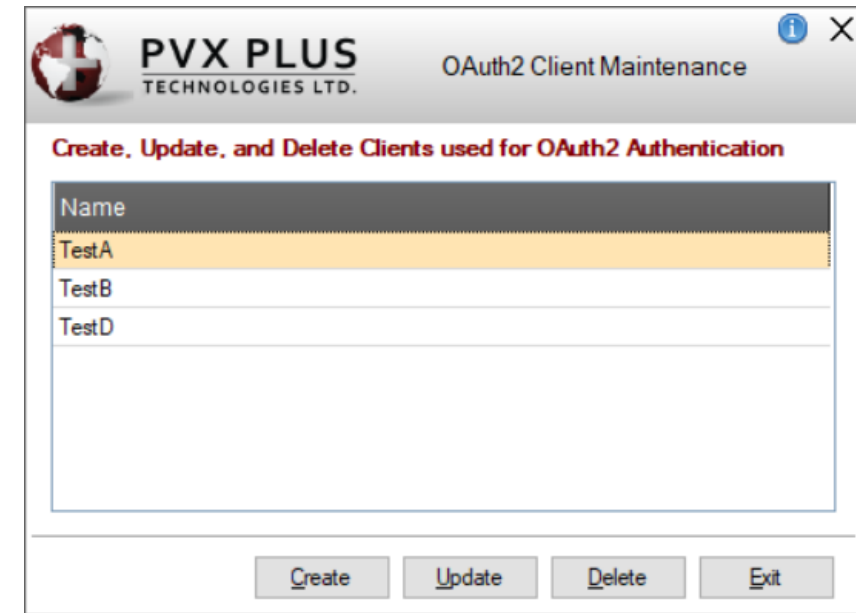 PVX PLUS
TECHNOLOGIES LTD.
OAuth2 Client Maintenance
Create, Update, and Delete Clients used for OAuth2 Authentication
Name
TestA
TestB
TestD
Create Update Delete Exit